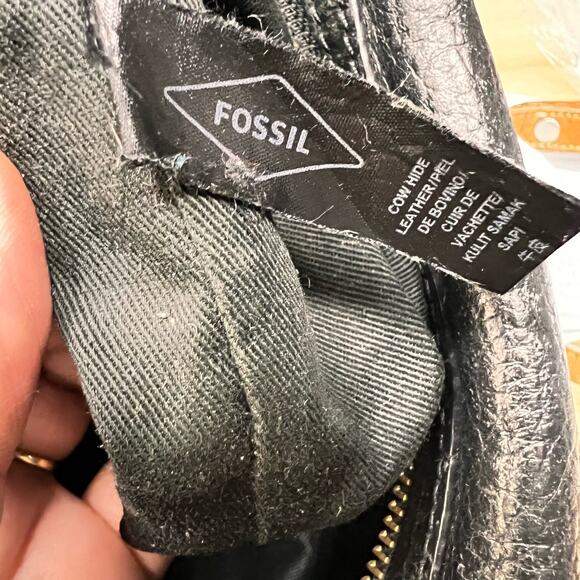 FOSSIL
COW HIDE
LEATHER/PIEL
DE BOVINO/
CUIR DE
VACHETTE/
KULIT SAMAK
SAPI
牛皮